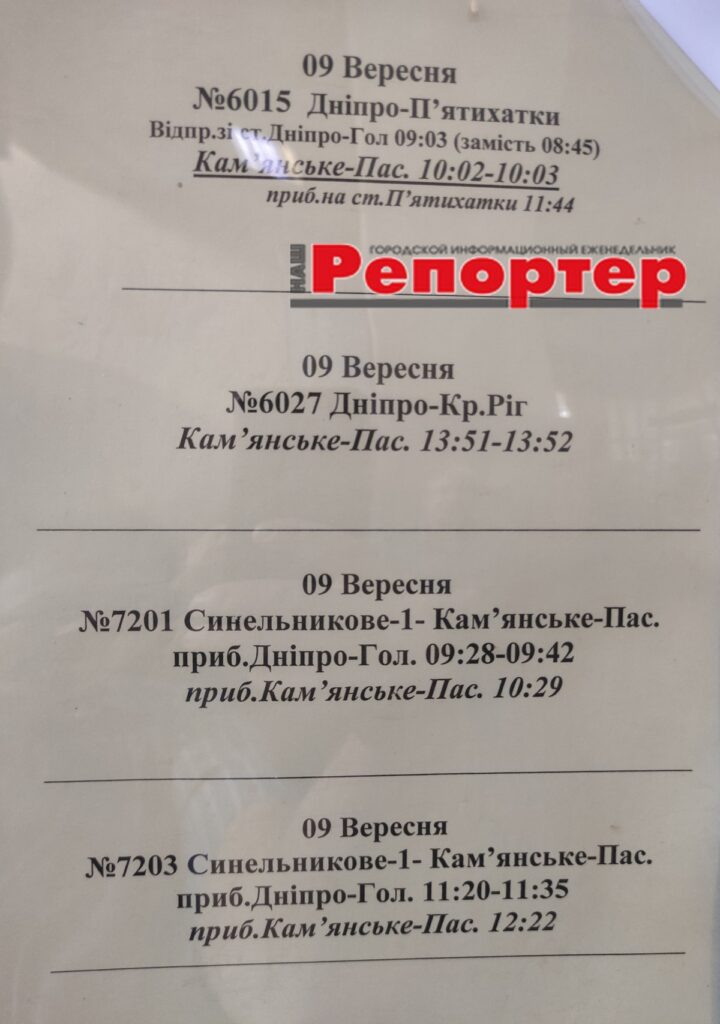 09 Вересня
№6015 Дніпро-П'ятихатки
Відпр.зі ст.Дніпро-Гол 09:03 (замість 08:45)
Кам'янське-Пас. 10:02-10:03
приб.на ст.П'ятихатки 11:44
ГОРОДСКОЙ ИНФОРМАЦИОННЫЙ ЕЖЕНЕДЕЛЬНИК
НАШ Репортер
09 Вересня
№6027 Дніпро-Кр.Ріг
Кам'янське-Пас. 13:51-13:52
09 Вересня
№7201 Синельникове-1- Кам'янське-Пас.
приб.Дніпро-Гол. 09:28-09:42
приб.Кам'янське-Пас. 10:29
09 Вересня
№7203 Синельникове-1- Кам'янське-Пас.
приб.Дніпро-Гол. 11:20-11:35
приб.Кам'янське-Пас. 12:22